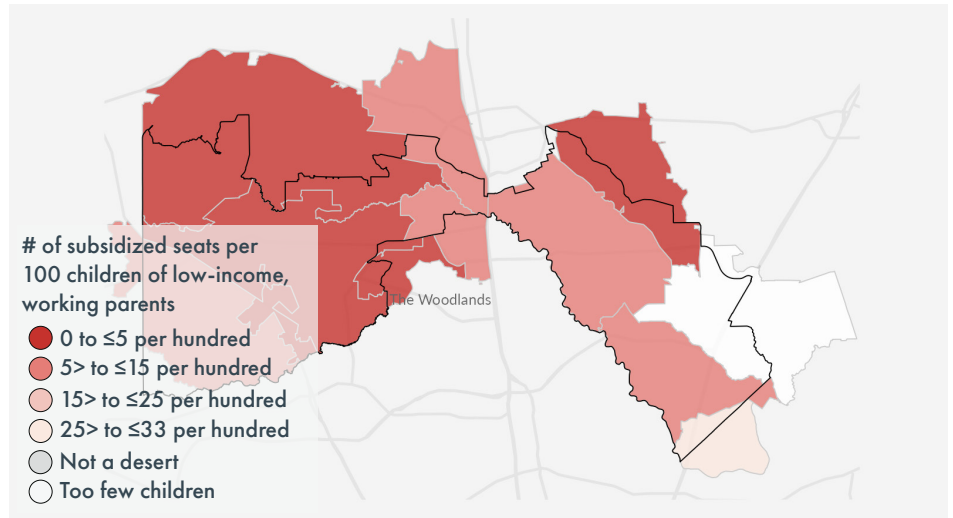 # of subsidized seats per
100 children of low-income,
working parents
0 to ≤5 per hundred
5> to ≤15 per hundred
15> to ≤25 per hundred
25> to ≤33 per hundred
Not a desert
Too few children
The Woodlands